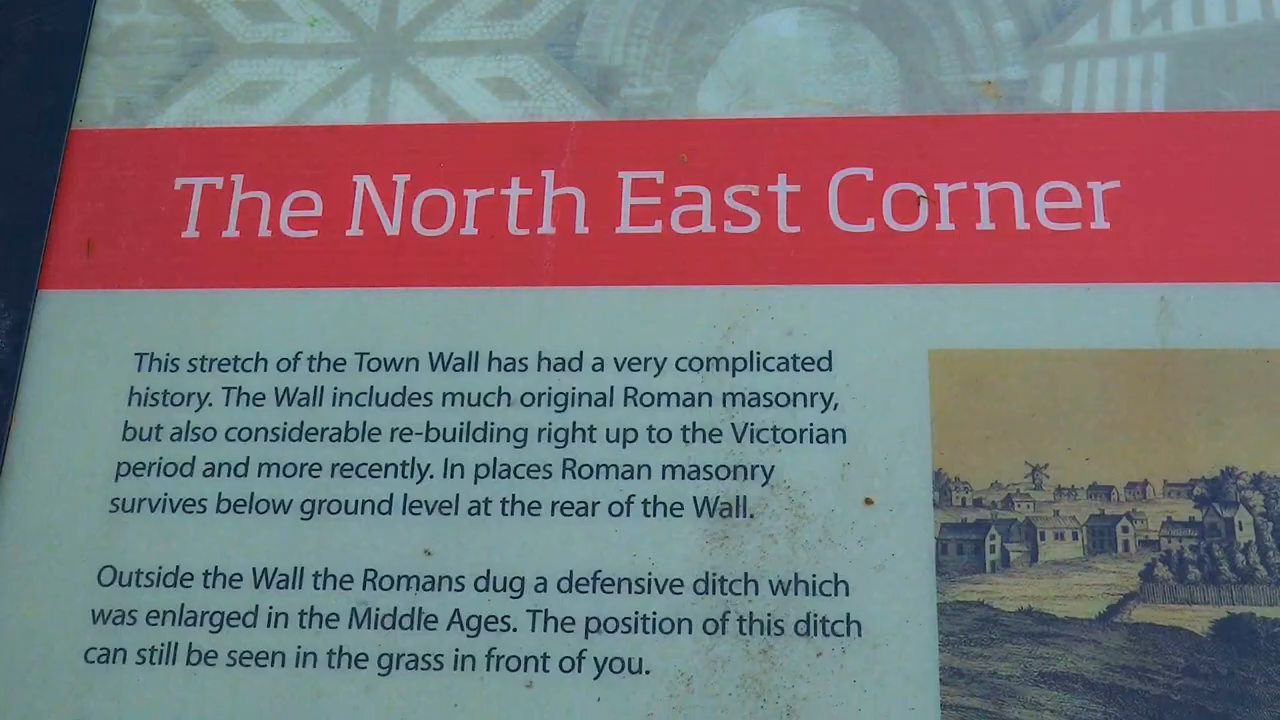 The North East Corner
This stretch of the Town Wall has had a very complicated
history. The Wall includes much original Roman masonry,
but also considerable re-building right up to the Victorian
period and more recently. In places Roman masonry
survives below ground level at the rear of the Wall.
Outside the Wall the Romans dug a defensive ditch which
was enlarged in the Middle Ages. The position of this ditch
can still be seen in the grass in front of you.